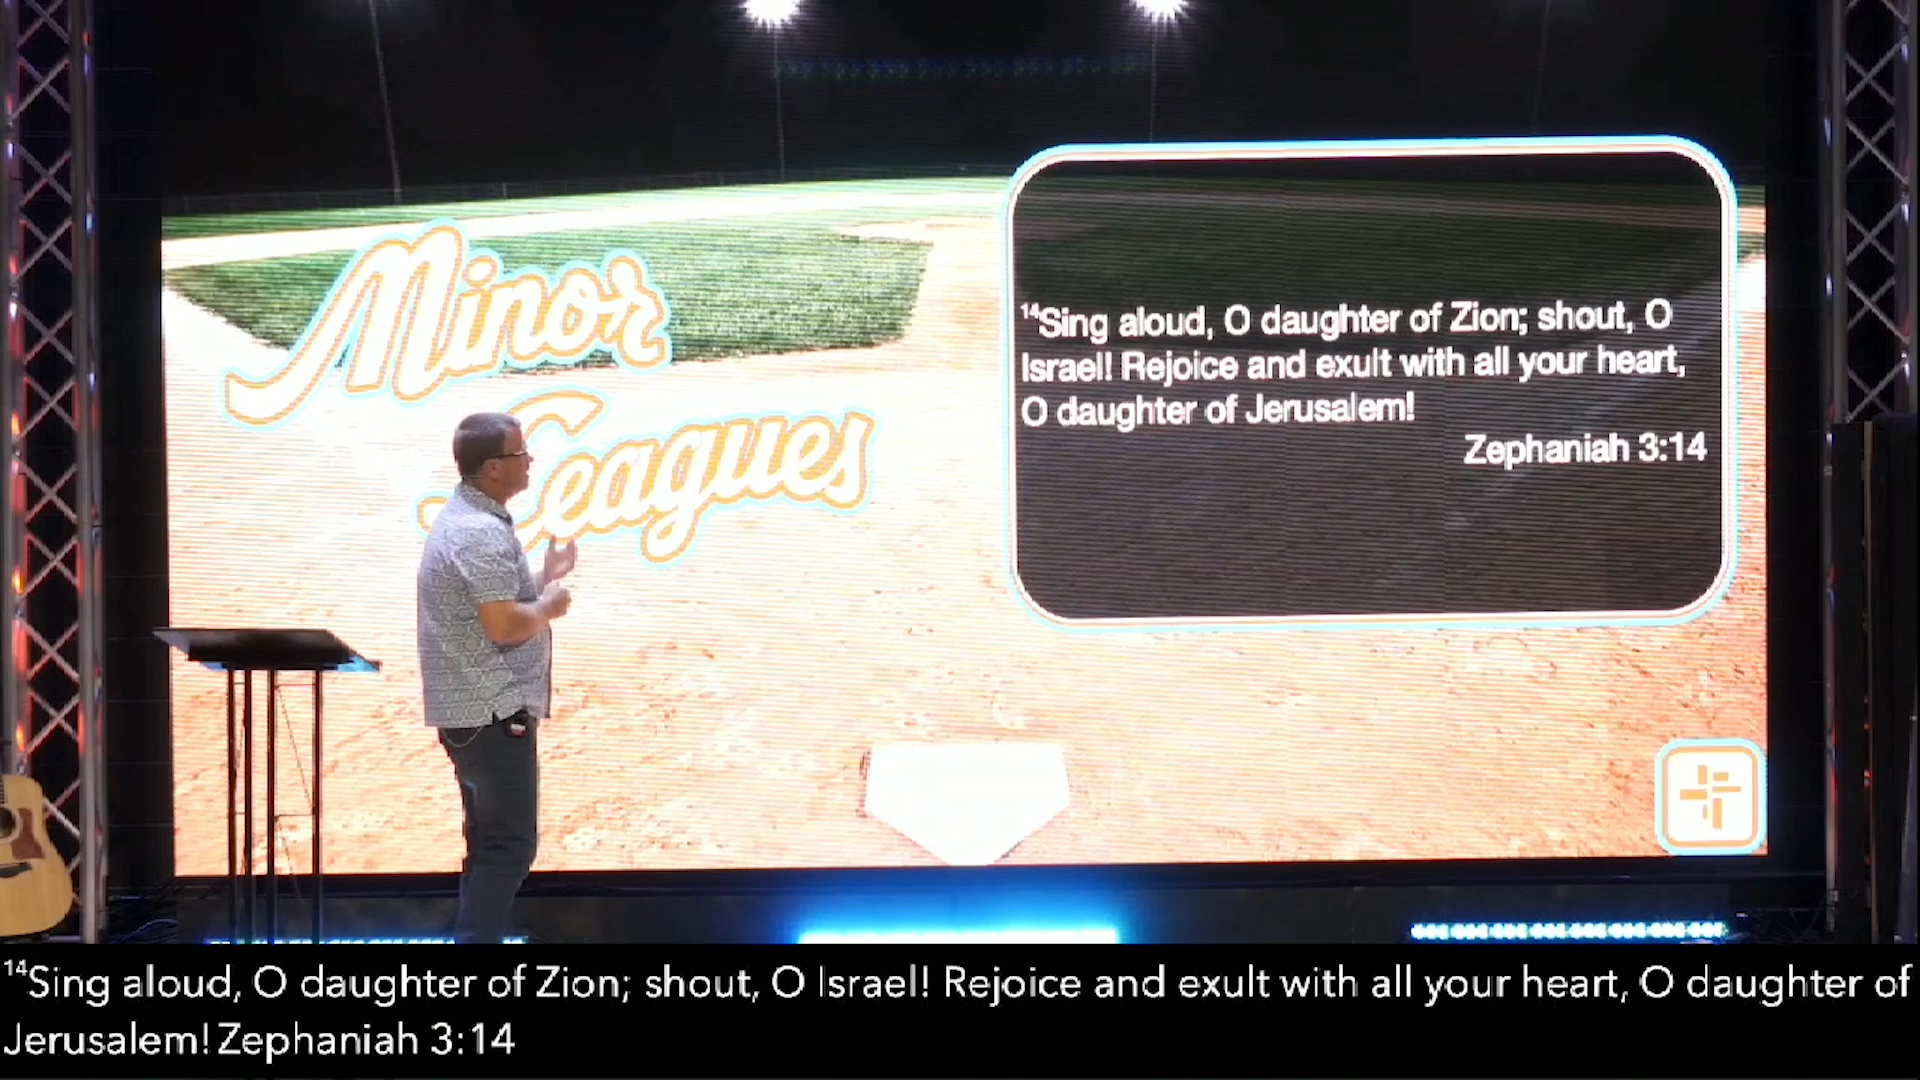 Minor
Leagues
¹⁴Sing aloud, O daughter of Zion; shout, O
Israel! Rejoice and exult with all your heart,
O daughter of Jerusalem!
Zephaniah 3:14
¹⁴Sing aloud, O daughter of Zion; shout, O Israel! Rejoice and exult with all your heart, O daughter of
Jerusalem! Zephaniah 3:14